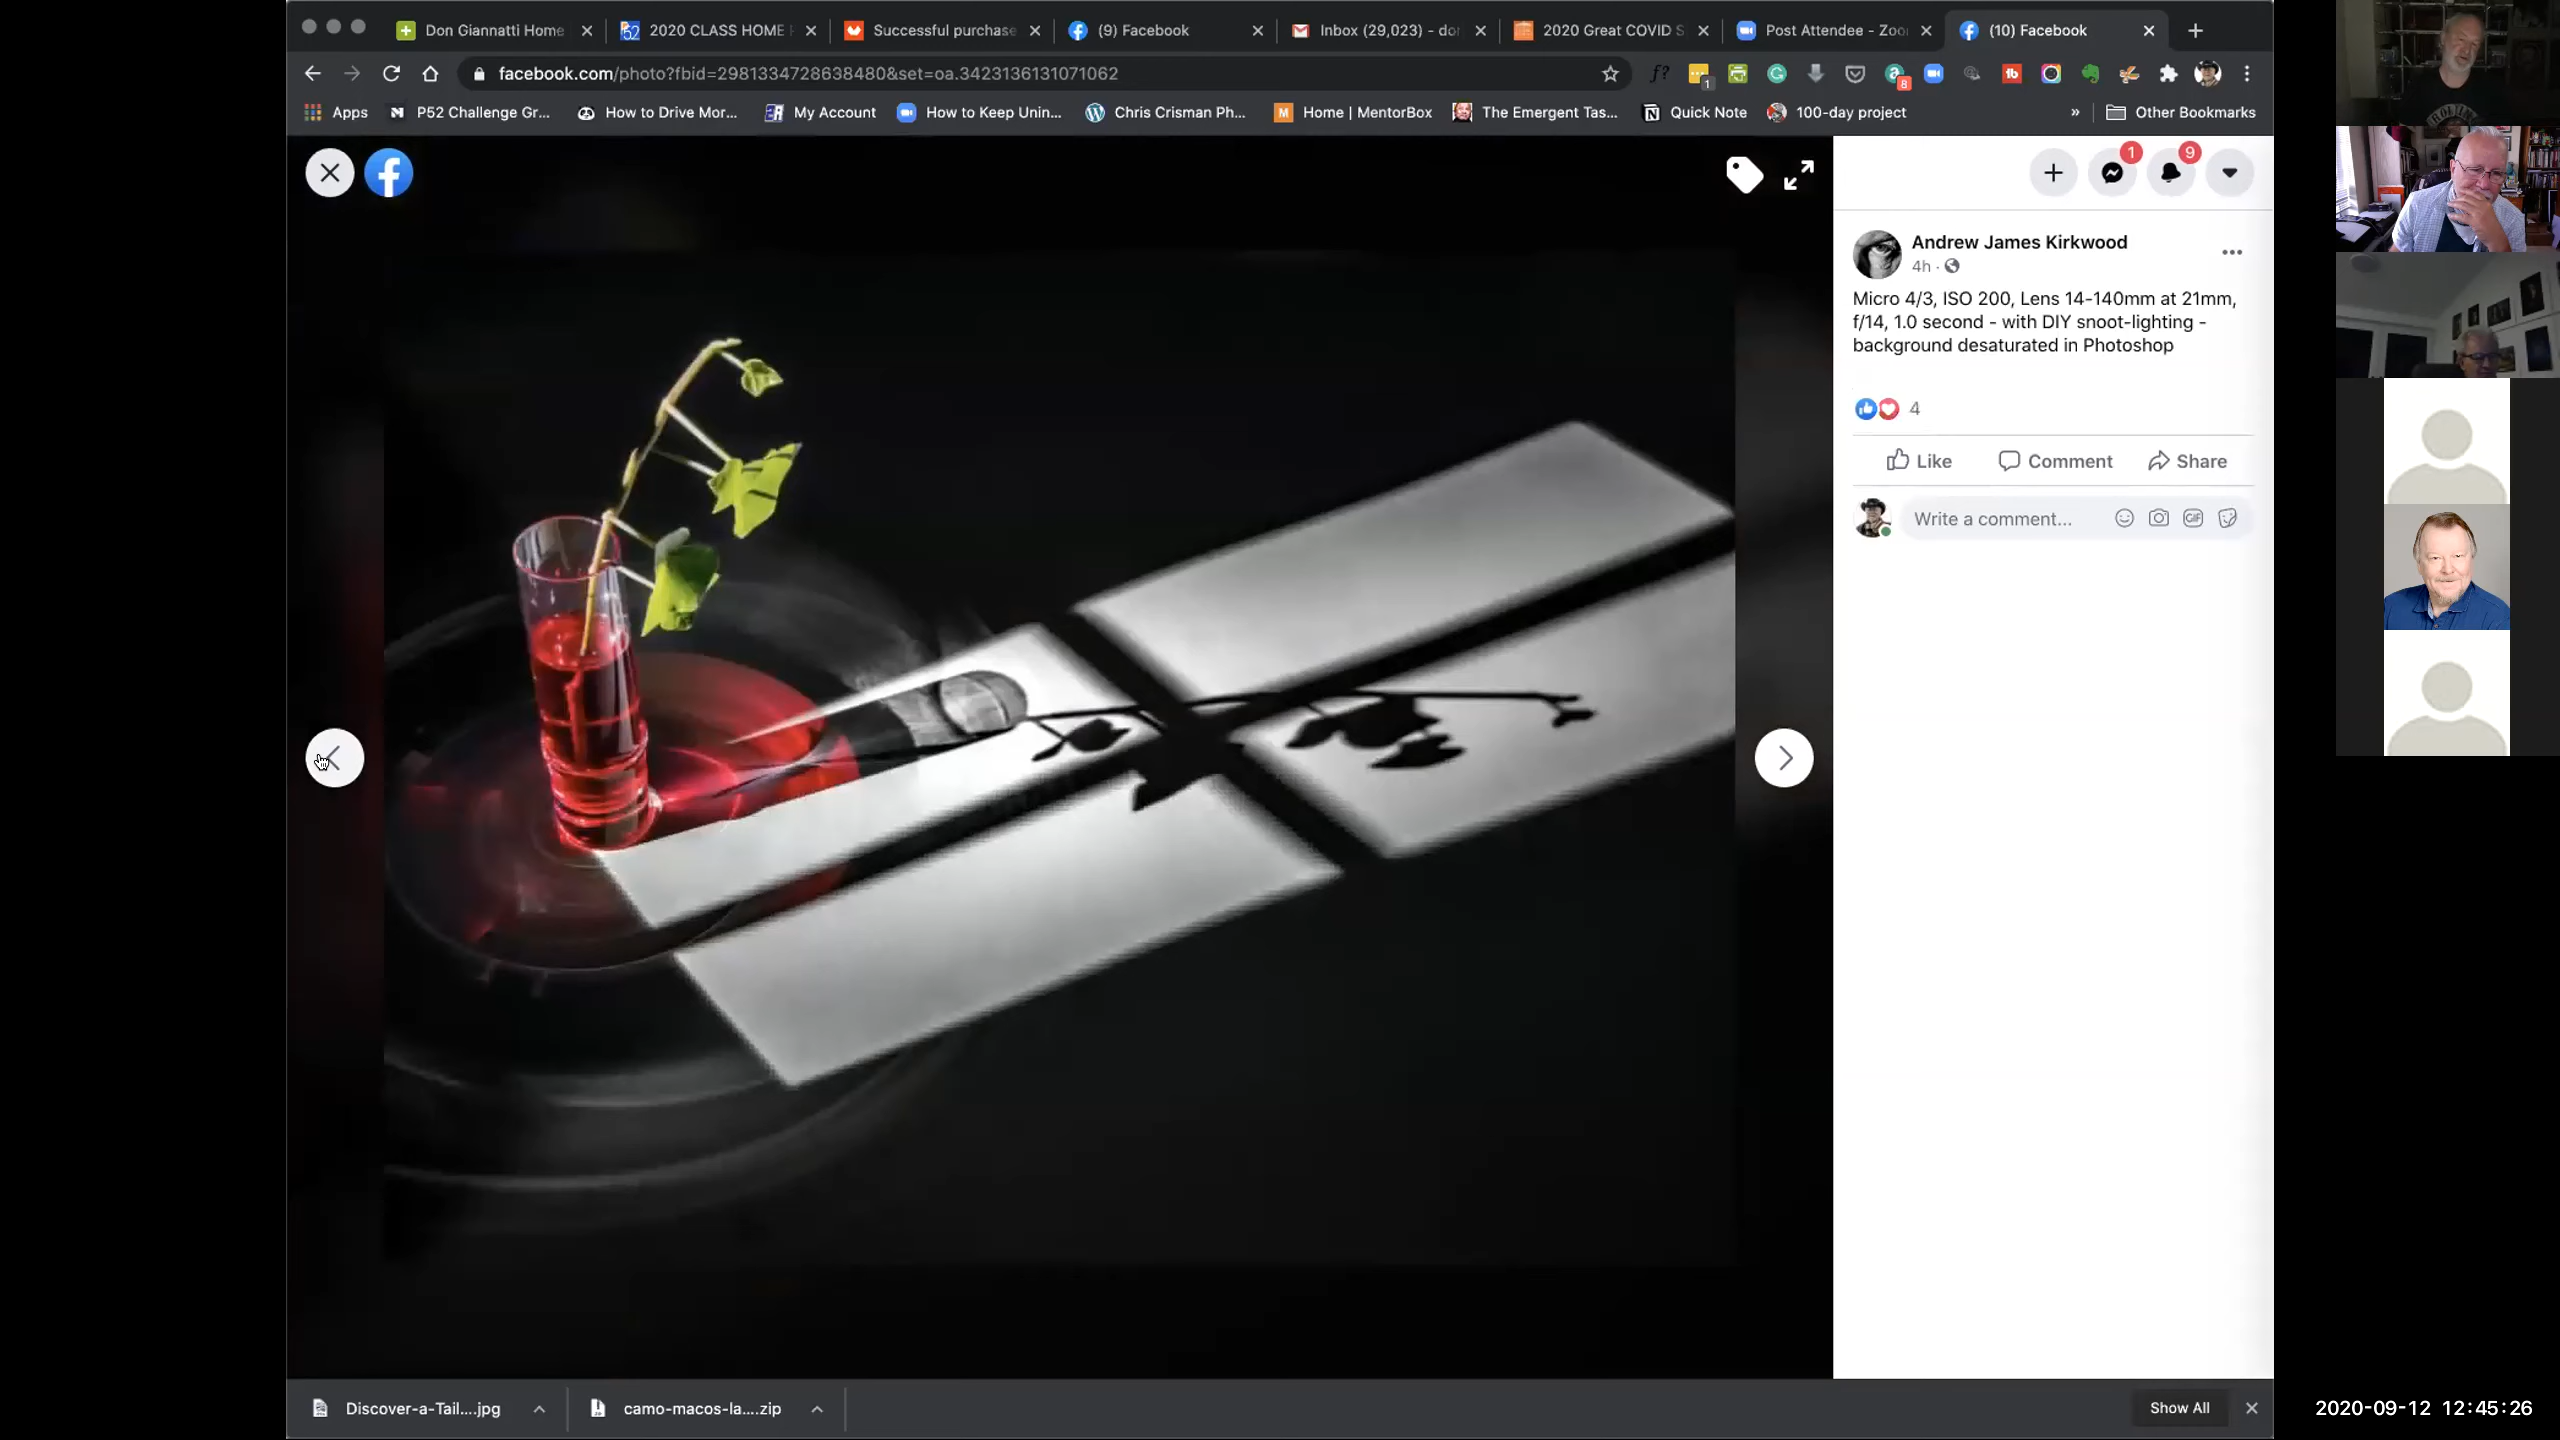 Don Giannatti Home
2020 CLASS HOME
Successful purchase
(9) Facebook
Inbox (29,023) - do
2020 Great COVID S
Post Attendee - Zoo
(10) Facebook
facebook.com/photo?fbid=2981334728638480&set=oa.3423136131071062
f?
1
8
Apps
P52 Challenge Gr...
How to Drive Mor...
My Account
How to Keep Unin...
Chris Crisman Ph...
Home | MentorBox
The Emergent Tas...
Quick Note
100-day project
»
Other Bookmarks
1
9
Andrew James Kirkwood
4h ·
Micro 4/3, ISO 200, Lens 14-140mm at 21mm,
f/14, 1.0 second - with DIY snoot-lighting -
background desaturated in Photoshop
4
Like
Comment
Share
Write a comment...
GIF
Discover-a-Tail....jpg
camo-macos-la....zip
Show All
2020-09-12 12:45:26